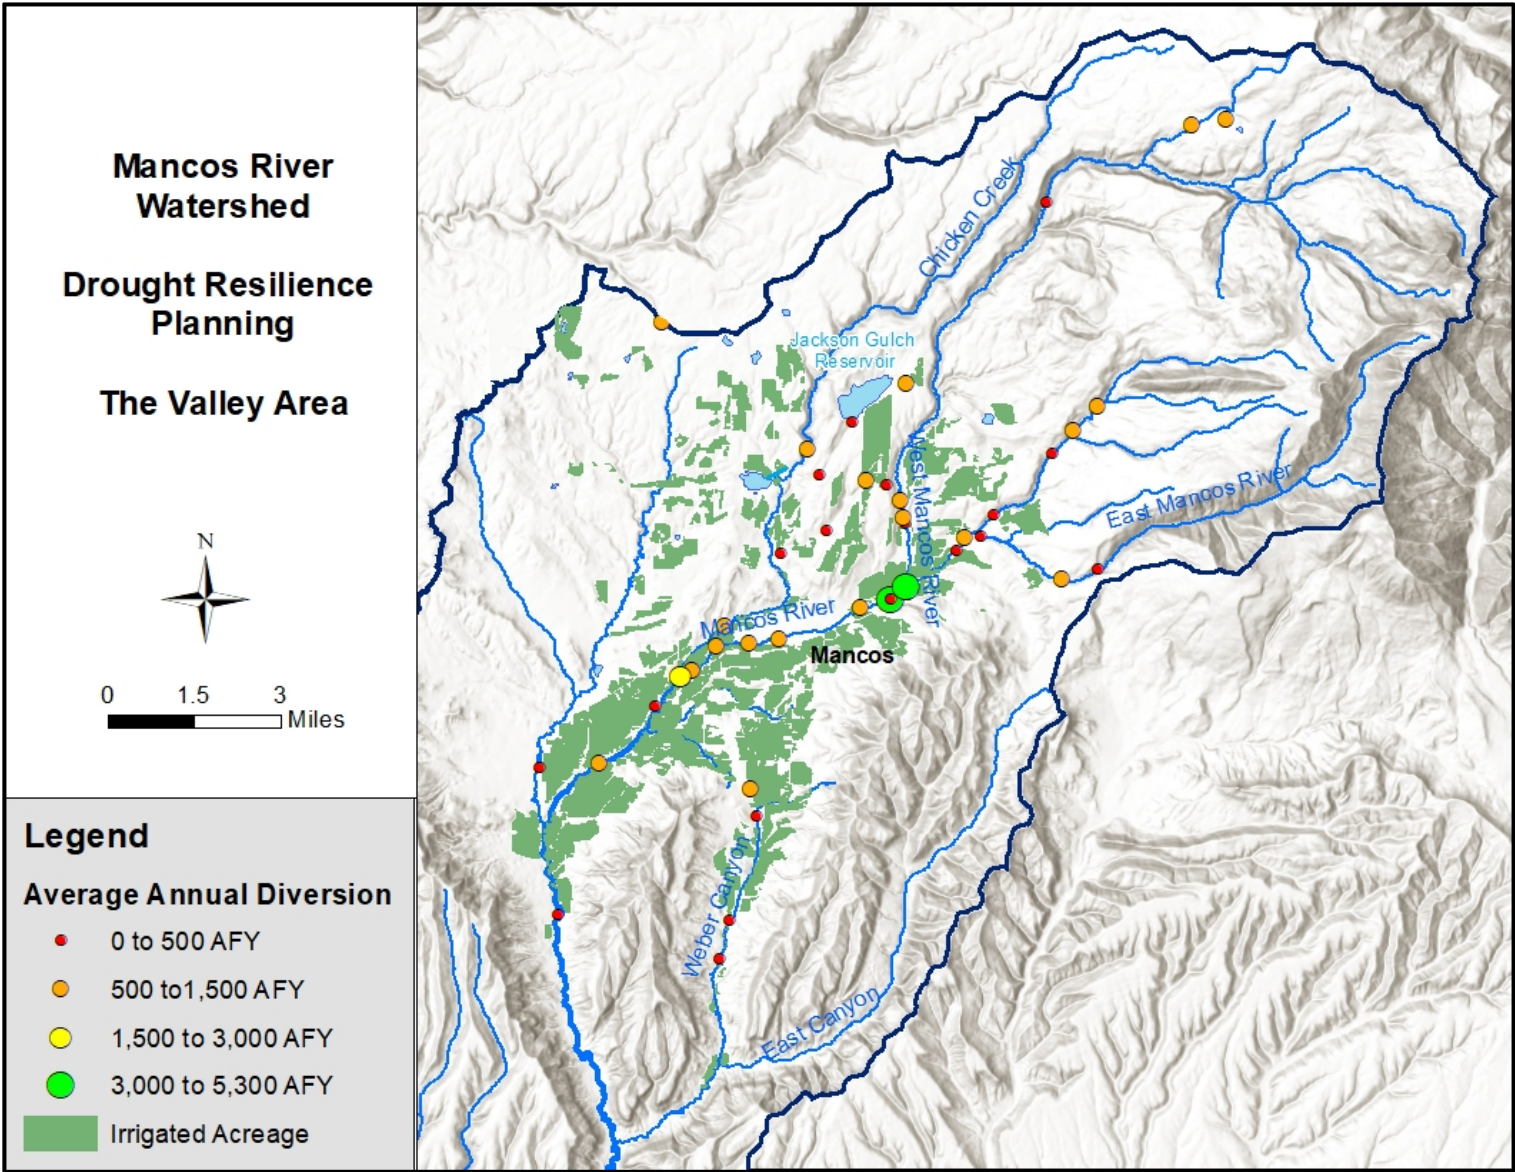 Mancos River
Watershed
Drought Resilience
Planning
The Valley Area
N
0 1.5 3
Miles
Legend
Average Annual Diversion
0 to 500 AFY
500 to1,500 AFY
1,500 to 3,000 AFY
3,000 to 5,300 AFY
Irrigated Acreage
Chicken Creek
Jackson Gulch
Reservoir
West Mancos River
East Mancos River
Mancos River
Mancos
Weber Canyon
East Canyon